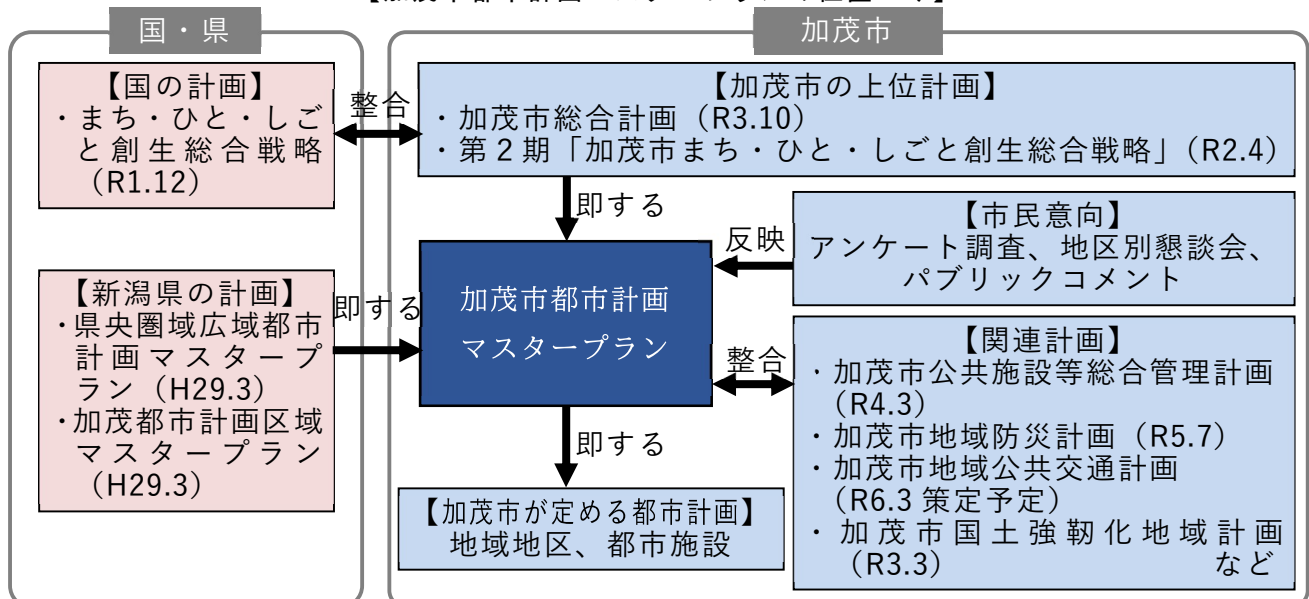 国・県
【国の計画】
・まち・ひと・しご
と創生総合戦略
（R1.12）
【新潟県の計画】
・県央圏域広域都市
計画マスタープ
ラン（H29.3）
・加茂都市計画区域
マスタープラン
（H29.3）
整合
即する
加茂市
【加茂市の上位計画】
・加茂市総合計画（R3.10）
・第２期「加茂市まち・ひと・しごと創生総合戦略」（R2.4）
即する
加茂市都市計画
マスタープラン
反映
【市民意向】
アンケート調査、地区別懇談会、
パブリックコメント
整合
【関連計画】
・加茂市公共施設等総合管理計画
（R4.3）
・加茂市地域防災計画（R5.7）
・加茂市地域公共交通計画
（R6.3 策定予定）
・加茂市国土強靭化地域計画
（R3.3） など
即する
【加茂市が定める都市計画】
地域地区、都市施設